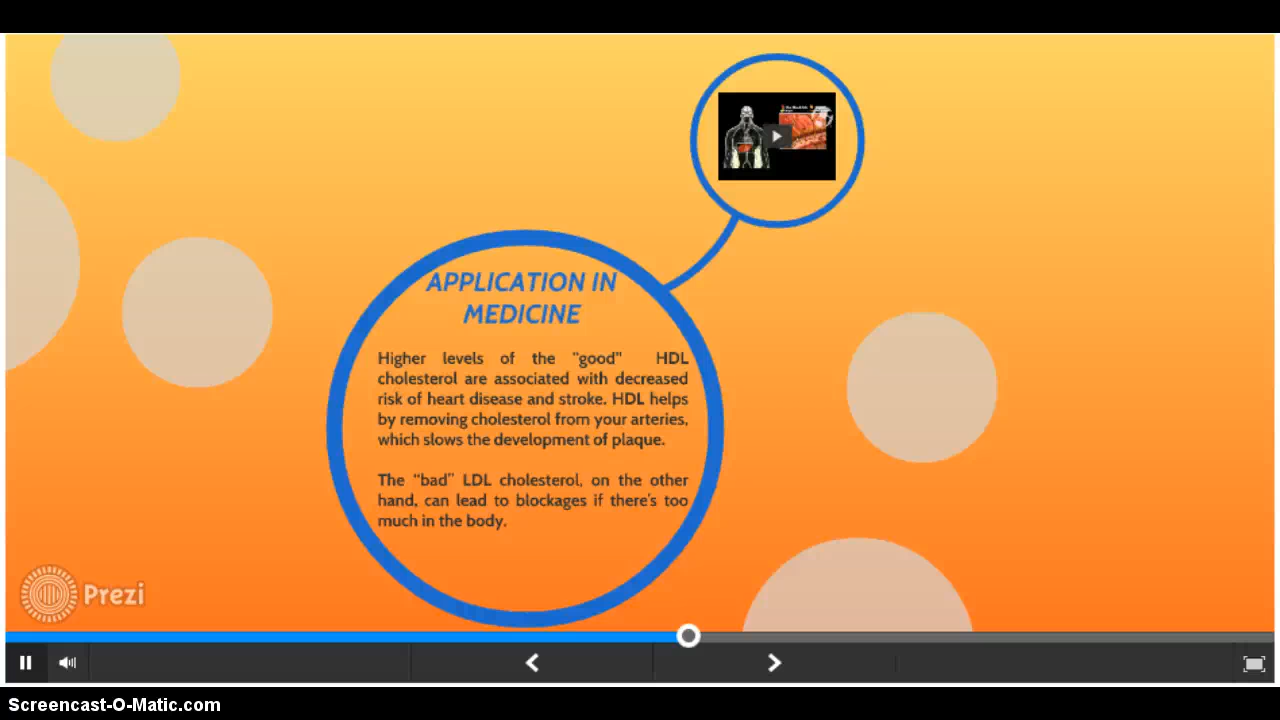 APPLICATION IN
MEDICINE
Higher levels of the "good" HDL
cholesterol are associated with decreased
risk of heart disease and stroke. HDL helps
by removing cholesterol from your arteries,
which slows the development of plaque.
The “bad” LDL cholesterol, on the other
hand, can lead to blockages if there's too
much in the body.
Prezi
Screencast-O-Matic.com